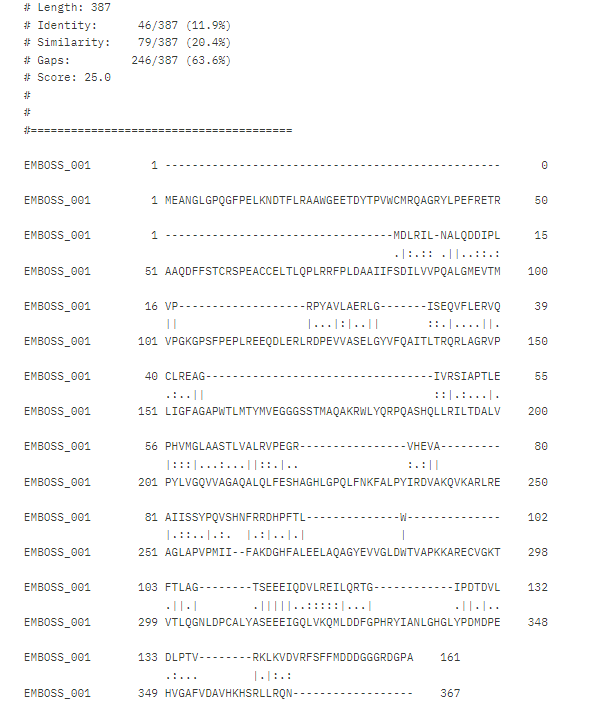 # Length: 387
# Identity:      46/387 (11.9%)
# Similarity:    79/387 (20.4%)
# Gaps:         246/387 (63.6%)
# Score: 25.0
#
#
#=======================================
EMBOSS_001         1 --------------------------------------------------      0
EMBOSS_001         1 MEANGLGPQGFPELKNDTFLRAAWGEETDYTPVWCMRQAGRYLPEFRETR     50
EMBOSS_001         1 ----------------------------------MDLRIL-NALQDDIPL     15
                                                       .|:.:: .||..::.:
EMBOSS_001        51 AAQDFFSTCRSPEACCELTLQPLRRFPLDAAIIFSDILVVPQALGMEVTM    100
EMBOSS_001        16 VP-------------------RPYAVLAERLG-------ISEQVFLERVQ     39
                     ||                   |...|:|..||       ::.|....||.
EMBOSS_001       101 VPGKGPSFPEPLREEQDLERLRDPEVVASELGYVFQAITLTRQRLAGRVP    150
EMBOSS_001        40 CLREAG----------------------------------IVRSIAPTLE     55
                     .:..||                                  ::|.:...|.
EMBOSS_001       151 LIGFAGAPWTLMTYMVEGGGSSTMAQAKRWLYQRPQASHQLLRILTDALV    200
EMBOSS_001        56 PHVMGLAASTLVALRVPEGR----------------VHEVA---------     80
                     |:::|...:...||::.|..                :.:||
EMBOSS_001       201 PYLVGQVVAGAQALQLFESHAGHLGPQLFNKFALPYIRDVAKQVKARLRE    250
EMBOSS_001        81 AIISSYPQVSHNFRRDHPFTL--------------W--------------    102
                     |.::..|.:.  |.:|..|.|              |
EMBOSS_001       251 AGLAPVPMII--FAKDGHFALEELAQAGYEVVGLDWTVAPKKARECVGKT    298
EMBOSS_001       103 FTLAG--------TSEEEIQDVLREILQRTG------------IPDTDVL    132
                     .||.|        .|||||..:::::|...|            .||.|..
EMBOSS_001       299 VTLQGNLDPCALYASEEEIGQLVKQMLDDFGPHRYIANLGHGLYPDMDPE    348
EMBOSS_001       133 DLPTV--------RKLKVDVRFSFFMDDDGGGRDGPA    161
                     .:...        |.|:.:
EMBOSS_001       349 HVGAFVDAVHKHSRLLRQN------------------    367